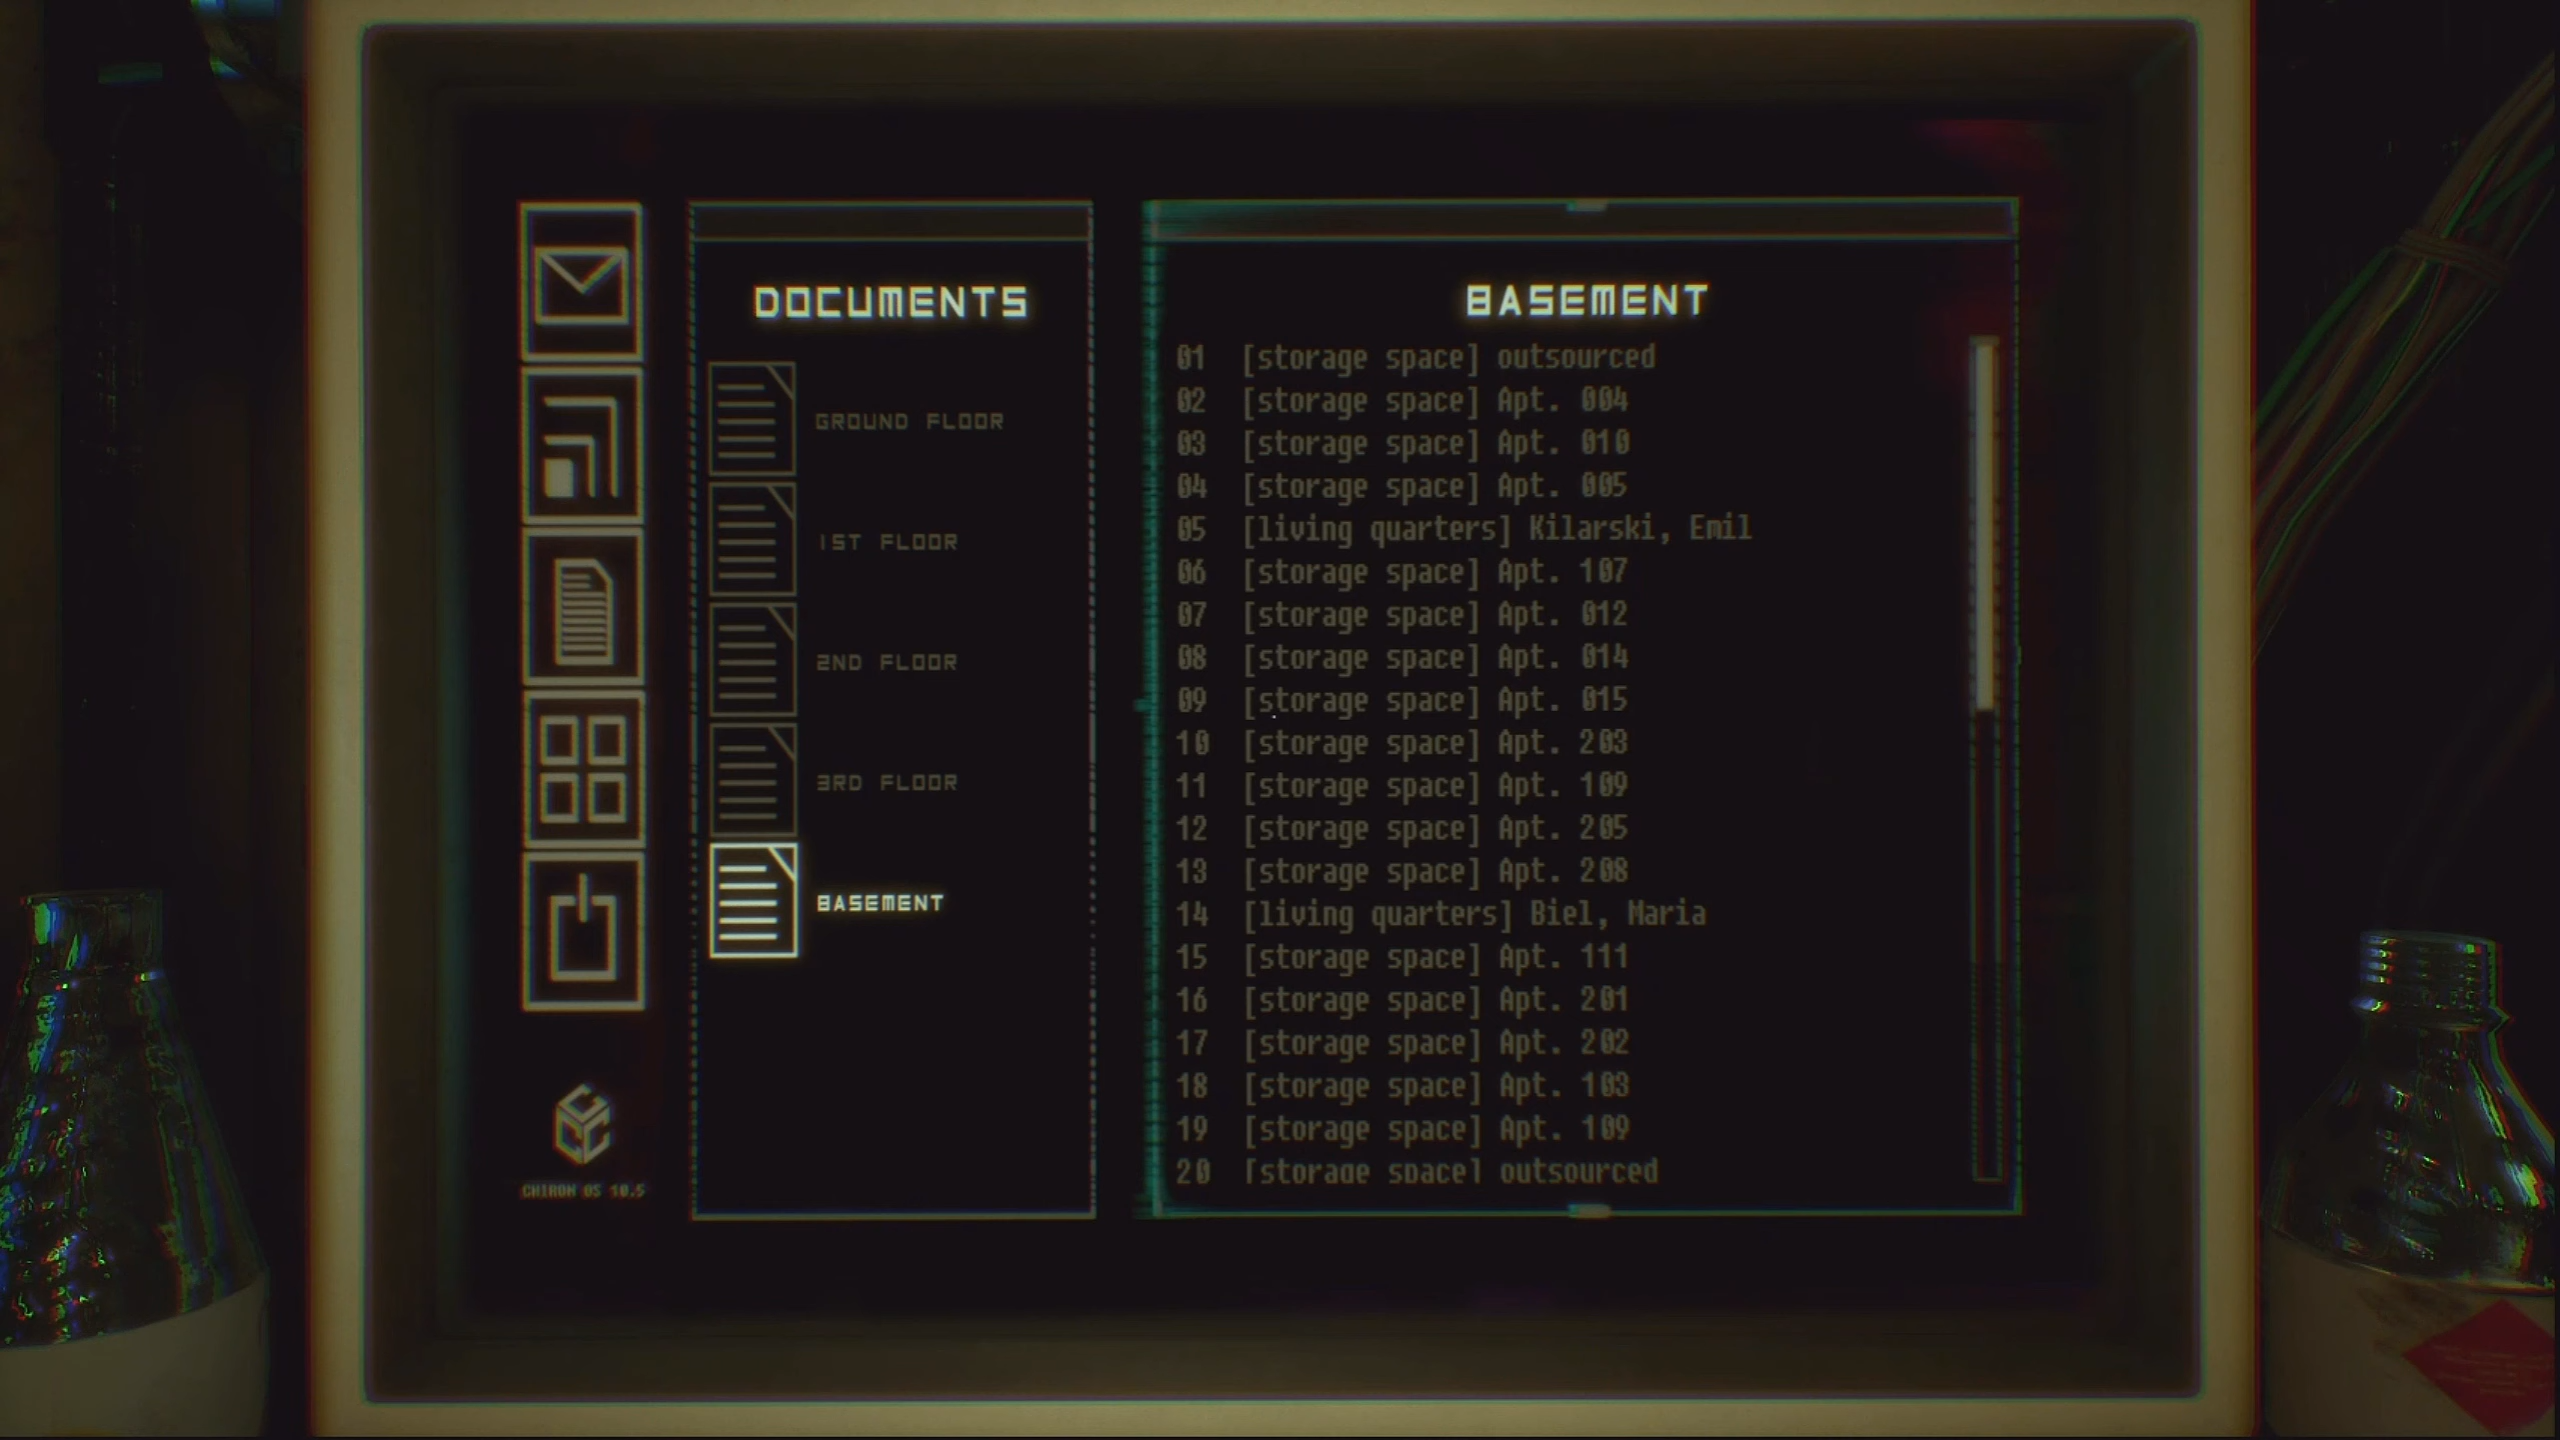 DOCUMENTS
GROUND FLOOR
1ST FLOOR
2ND FLOOR
3RD FLOOR
BASEMENT
CHIRON OS 10.5
BASEMENT
01 [storage space] outsourced
02 [storage space] Apt. 004
03 [storage space] Apt. 010
04 [storage space] Apt. 005
05 [living quarters] Kilarski, Emil
06 [storage space] Apt. 107
07 [storage space] Apt. 012
08 [storage space] Apt. 014
09 [storage space] Apt. 015
10 [storage space] Apt. 203
11 [storage space] Apt. 109
12 [storage space] Apt. 205
13 [storage space] Apt. 208
14 [living quarters] Biel, Maria
15 [storage space] Apt. 111
16 [storage space] Apt. 201
17 [storage space] Apt. 202
18 [storage space] Apt. 103
19 [storage space] Apt. 109
20 [storage space] outsourced